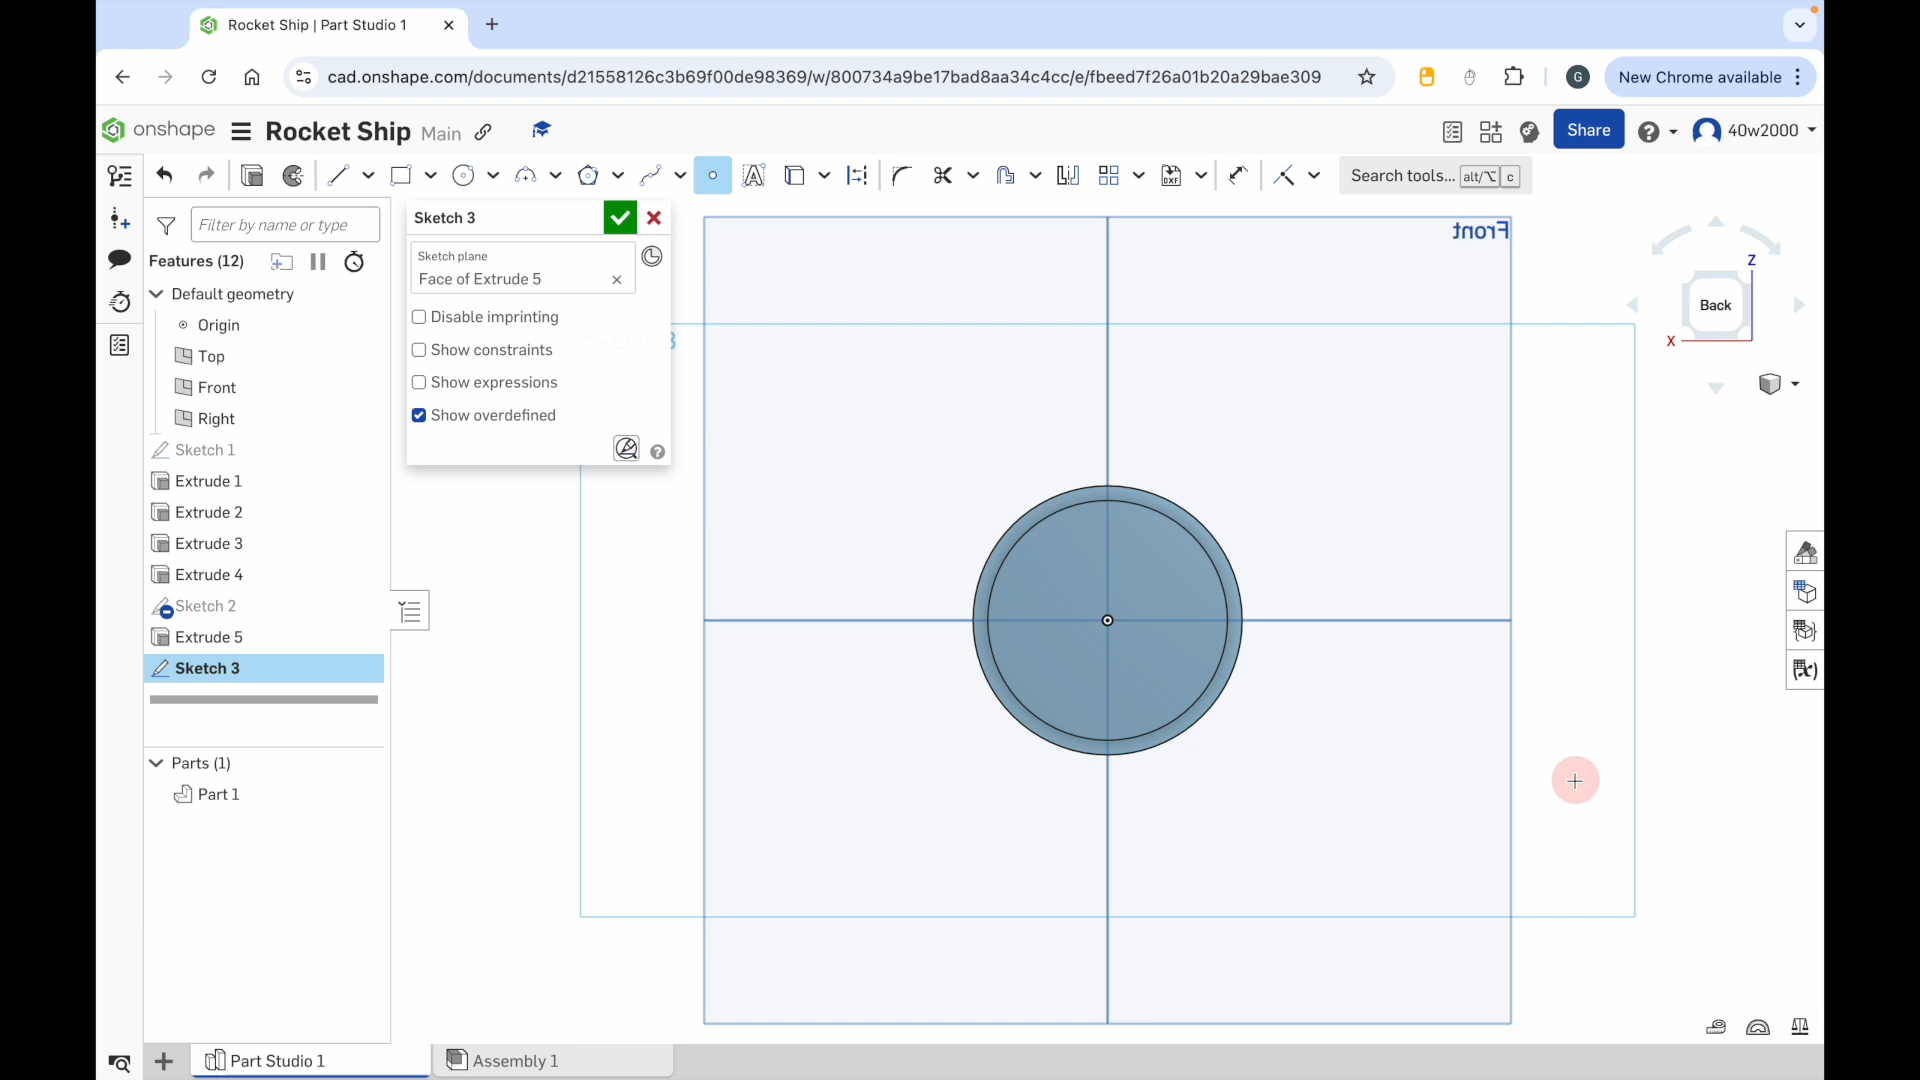 Rocket Ship | Part Studio 1
cad.onshape.com/documents/d21558126c3b69f00de98369/w/800734a9be17bad8aa34c4cc/e/fbeed7f26a01b20a29bae309
G
New Chrome available
onshape
Rocket Ship Main
Share
40w2000
Search tools... alt/⌥ c
Filter by name or type
Features (12)
Default geometry
Origin
Top
Front
Right
Sketch 1
Extrude 1
Extrude 2
Extrude 3
Extrude 4
Sketch 2
Extrude 5
Sketch 3
Parts (1)
Part 1
Sketch 3
Sketch plane
Face of Extrude 5
Disable imprinting
Show constraints
Show expressions
Show overdefined
Sketch 3
Front
Z
Back
X
Part Studio 1
Assembly 1